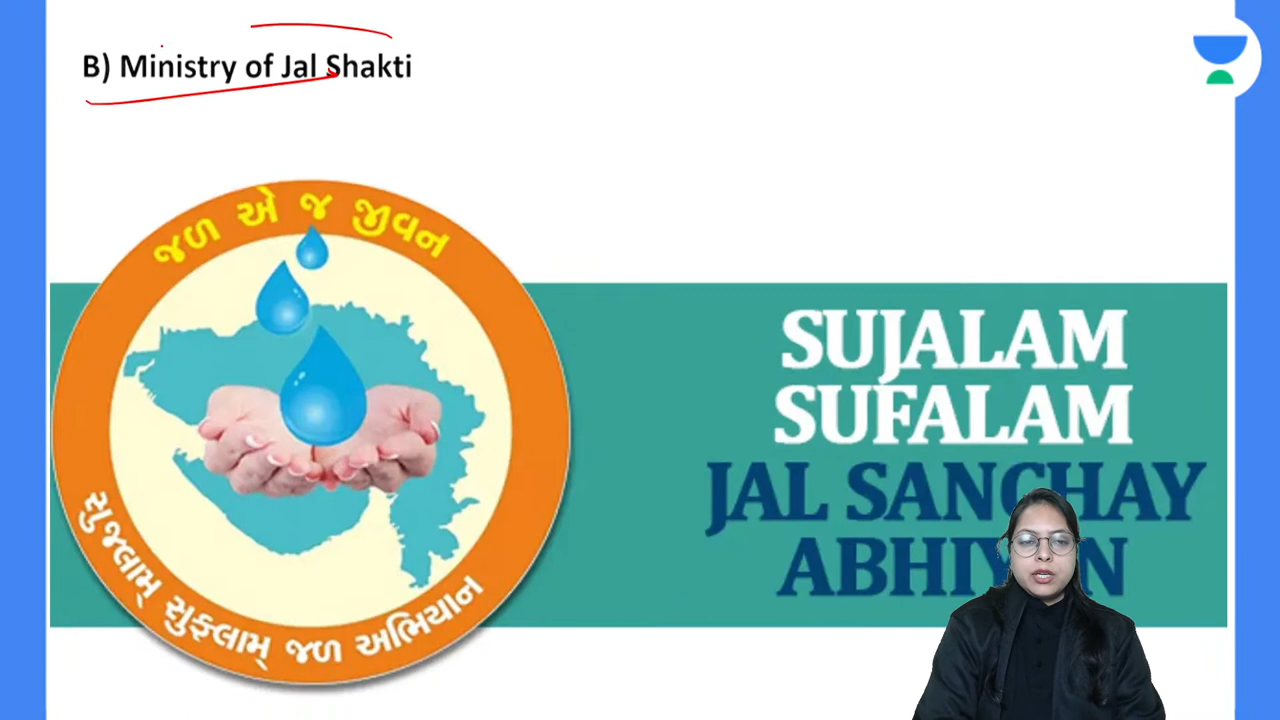 B) Ministry of Jal Shakti
જળ એ જ જીવન
સુજલામ્ સુફલામ્ જળ અભિયાન
SUJALAM
SUFALAM
JAL SANCHAY